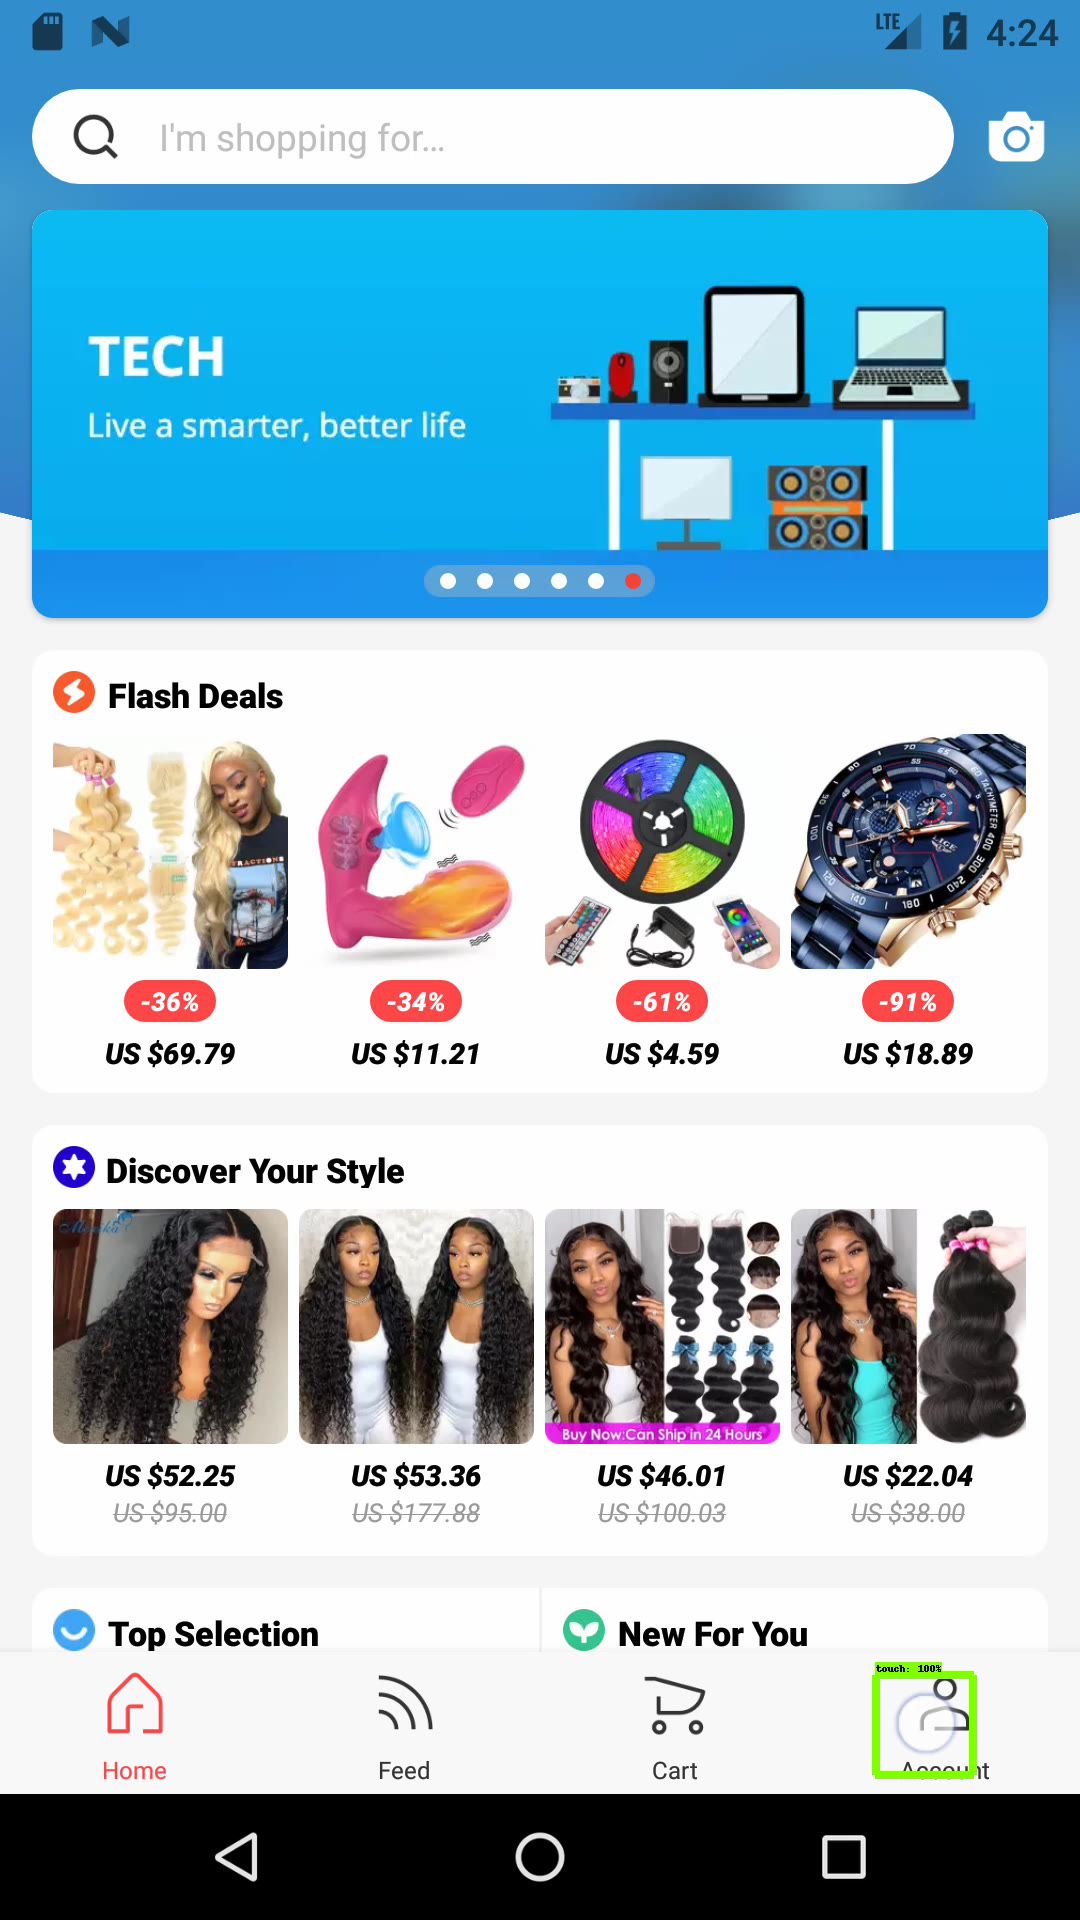 LTE 4:24
I'm shopping for...
TECH
Live a smarter, better life
Flash Deals
-36% -34% -61% -91%
US $69.79 US $11.21 US $4.59 US $18.89
Discover Your Style
Buy Now:Can Ship in 24 Hours
US $52.25 US $53.36 US $46.01 US $22.04
US $95.00 US $177.88 US $100.03 US $38.00
Top Selection New For You
touch: 100%
Home Feed Cart Account